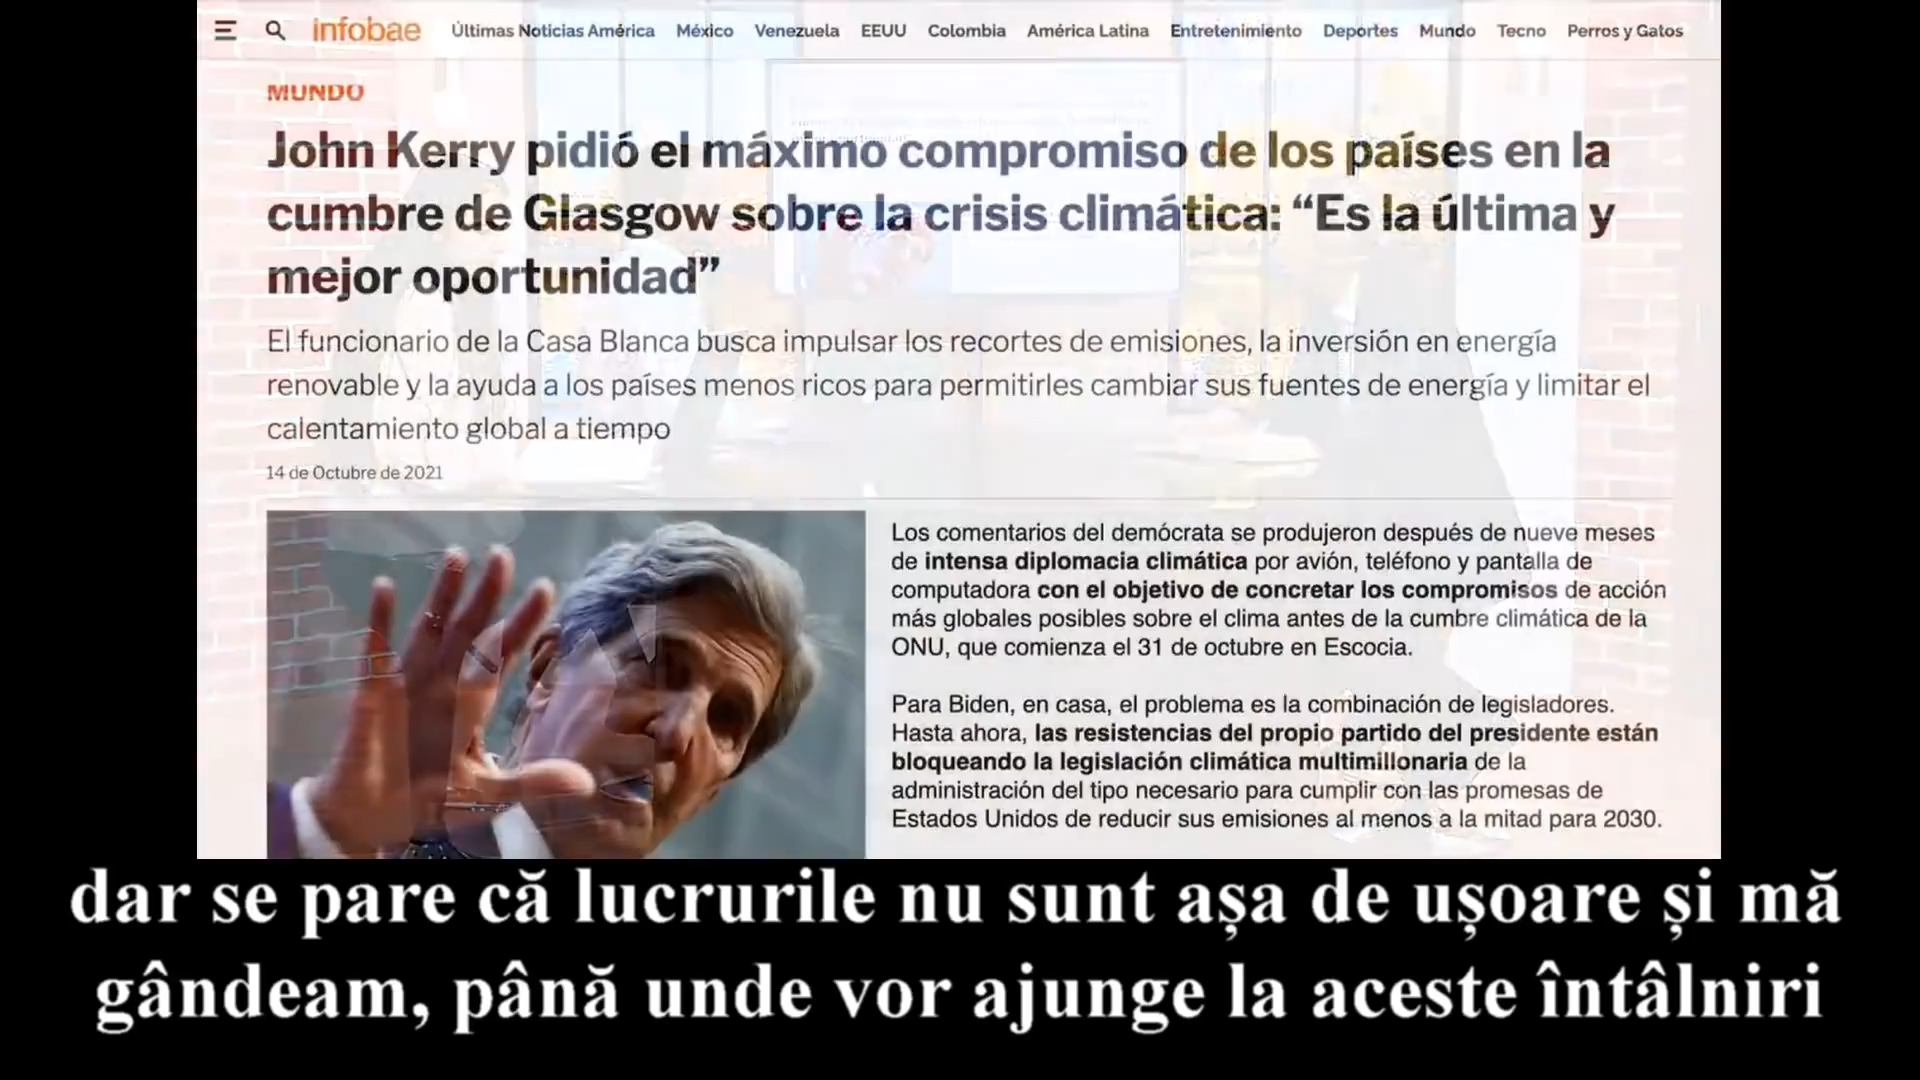 infobae Últimas Noticias América México Venezuela EEUU Colombia América Latina Entretenimiento Deportes Mundo Tecno Perros y Gatos
MUNDO
John Kerry pidió el máximo compromiso de los países en la
cumbre de Glasgow sobre la crisis climática: “Es la última y
mejor oportunidad”
El funcionario de la Casa Blanca busca impulsar los recortes de emisiones, la inversión en energía
renovable y la ayuda a los países menos ricos para permitirles cambiar sus fuentes de energía y limitar el
calentamiento global a tiempo
14 de Octubre de 2021
Los comentarios del demócrata se produjeron después de nueve meses
de intensa diplomacia climática por avión, teléfono y pantalla de
computadora con el objetivo de concretar los compromisos de acción
más globales posibles sobre el clima antes de la cumbre climática de la
ONU, que comienza el 31 de octubre en Escocia.
Para Biden, en casa, el problema es la combinación de legisladores.
Hasta ahora, las resistencias del propio partido del presidente están
bloqueando la legislación climática multimillonaria de la
administración del tipo necesario para cumplir con las promesas de
Estados Unidos de reducir sus emisiones al menos a la mitad para 2030.
dar se pare că lucrurile nu sunt așa de ușoare și mă
gândeam, până unde vor ajunge la aceste întâlniri